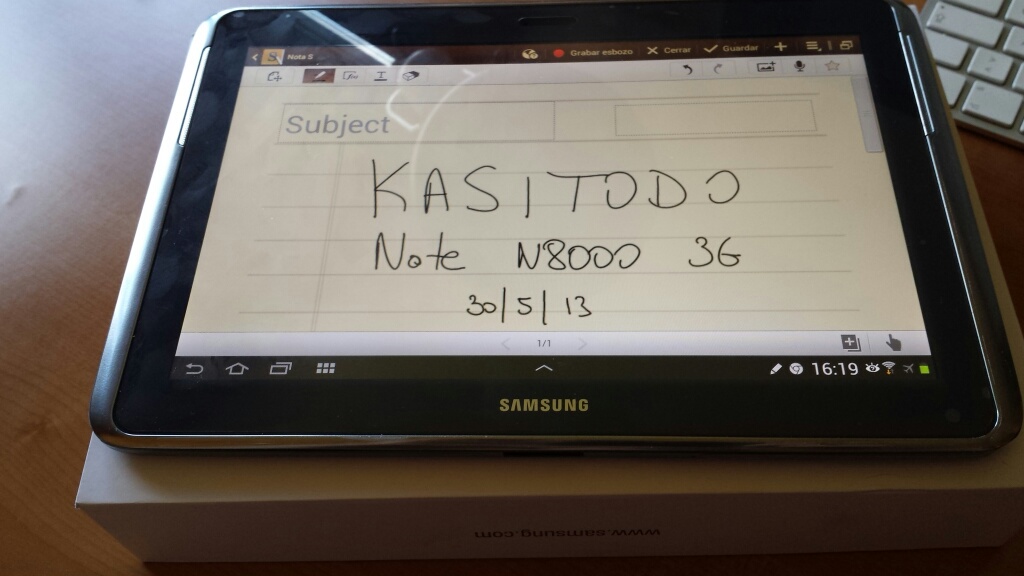 Nota S Grabar esbozo Cerrar Guardar
Subject
KASITODO
Note N8000 3G
30/5/13
1/1
16:19
SAMSUNG
www.samsung.com